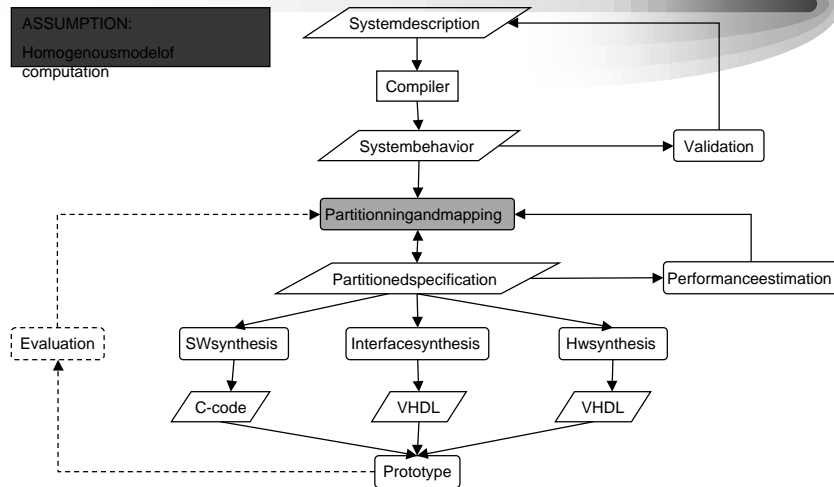 ASSUMPTION:
Homogenousmodelof
computation
Systemdescription
Compiler
Systembehavior
Validation
Partitionningandmapping
Partitionedspecification
Performanceestimation
Evaluation
SWsynthesis
Interfacesynthesis
Hwsynthesis
C-code
VHDL
VHDL
Prototype